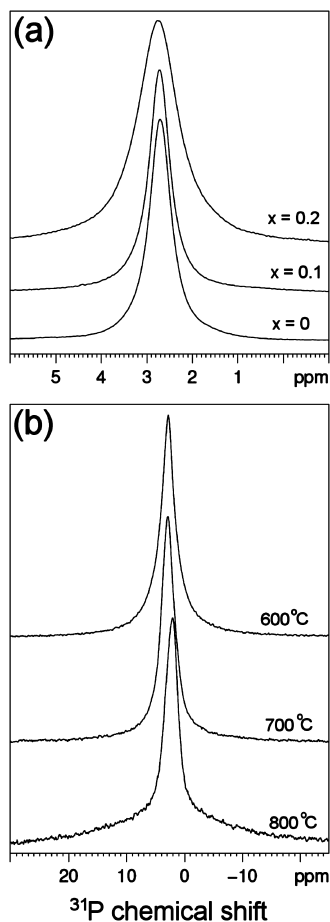 (a)
x = 0.2
x = 0.1
x = 0
5 4 3 2 1 ppm
(b)
600°C
700°C
800°C
20 10 0 −10 ppm
³¹P chemical shift